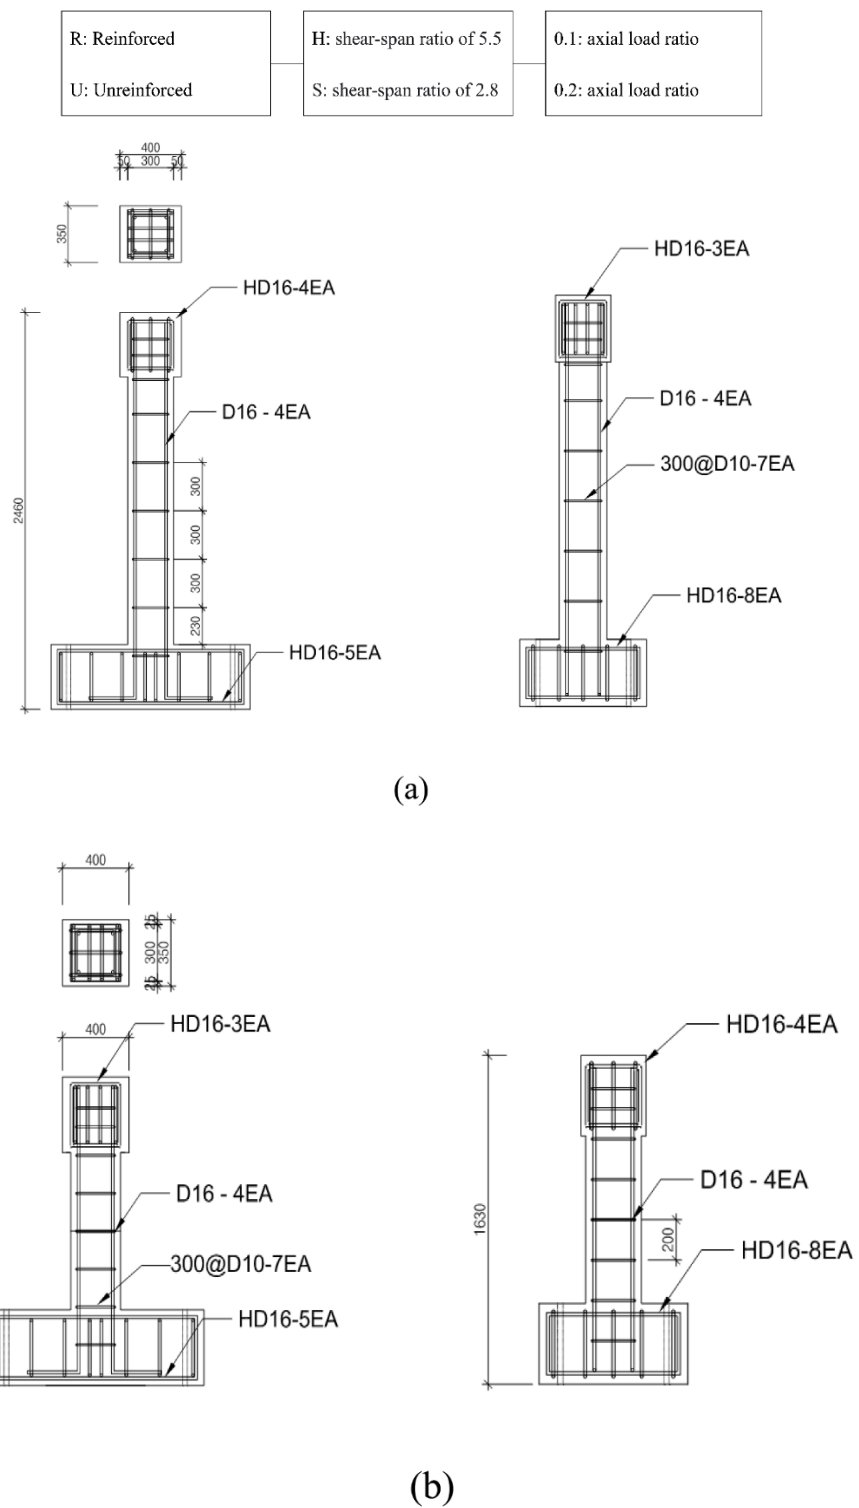 R: Reinforced
U: Unreinforced
H: shear-span ratio of 5.5
S: shear-span ratio of 2.8
0.1: axial load ratio
0.2: axial load ratio
400
50 300 50
350
HD16-4EA
D16 - 4EA
2460
300
300
300
230
HD16-5EA
HD16-3EA
D16 - 4EA
300@D10-7EA
HD16-8EA
(a)
400
25
300
350
25
400
HD16-3EA
D16 - 4EA
300@D10-7EA
HD16-5EA
HD16-4EA
D16 - 4EA
1630
200
HD16-8EA
(b)